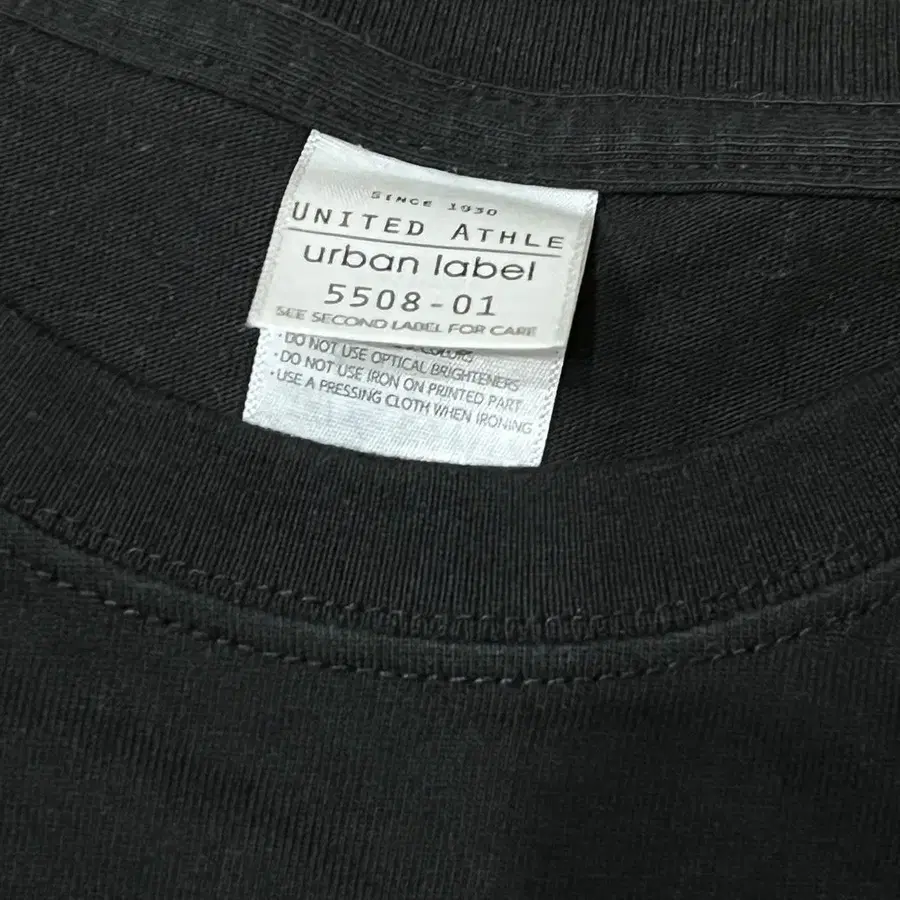 SINCE 1930
UNITED ATHLE
urban label
5508-01
SEE SECOND LABEL FOR CARE
COLORS
·DO NOT USE OPTICAL BRIGHTENERS
·DO NOT USE IRON ON PRINTED PART
·USE A PRESSING CLOTH WHEN IRONING